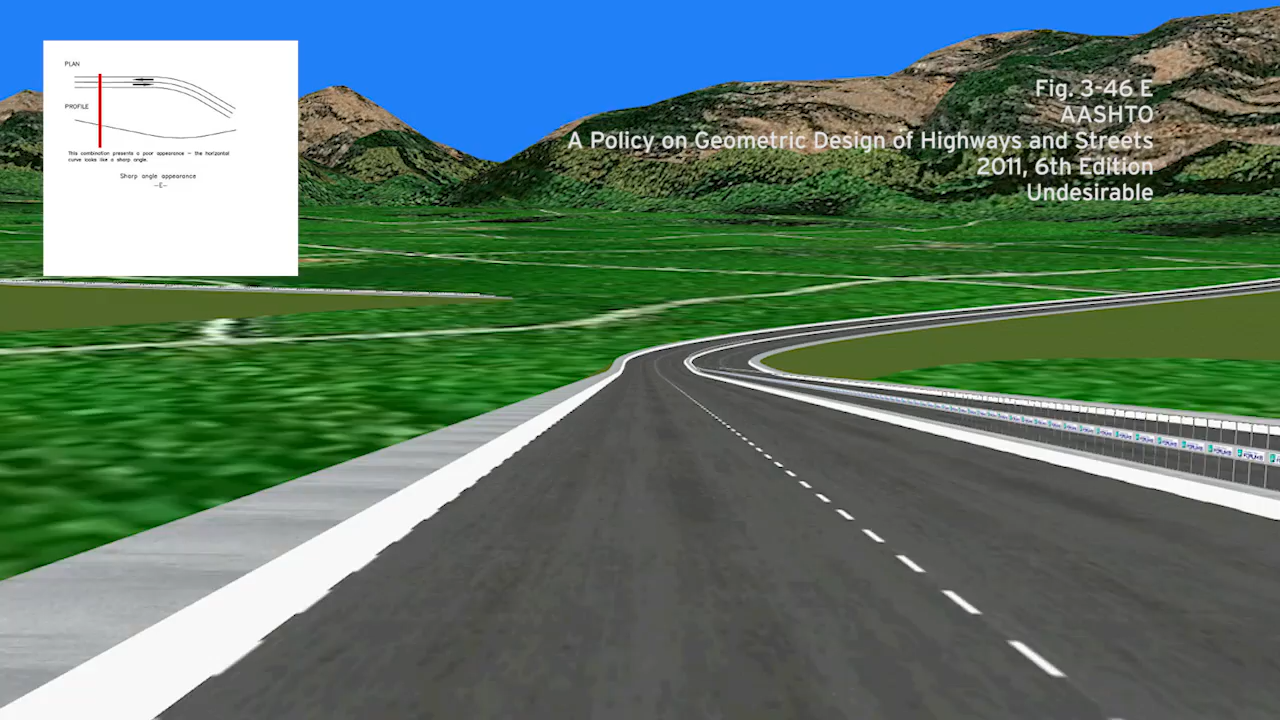 PLAN
PROFILE
This combination presents a poor appearance – the horizontal
curve looks like a sharp angle.
Sharp angle appearance
–E–
Fig. 3-46 E
AASHTO
A Policy on Geometric Design of Highways and Streets
2011, 6th Edition
Undesirable